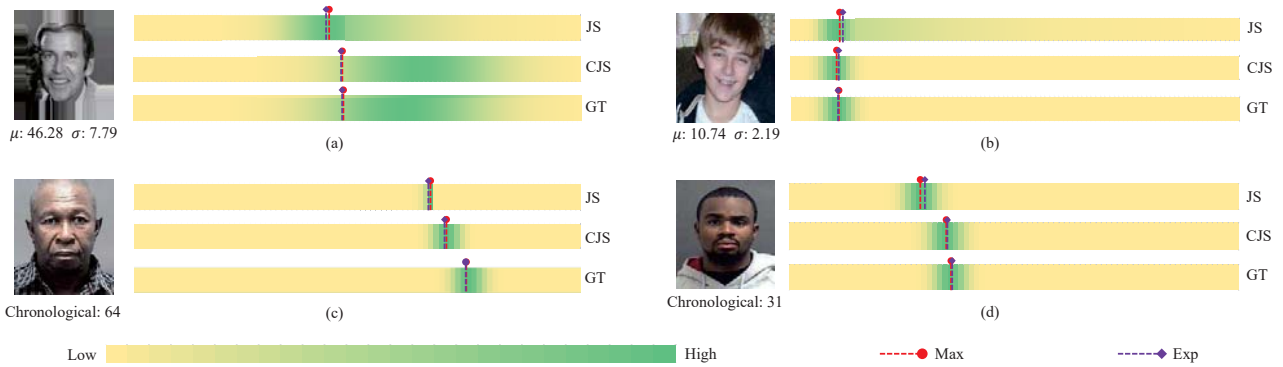 JS
CJS
GT
μ: 46.28 σ: 7.79
(a)
JS
CJS
GT
μ: 10.74 σ: 2.19
(b)
JS
CJS
GT
Chronological: 64
(c)
JS
CJS
GT
Chronological: 31
(d)
Low
High
Max
Exp